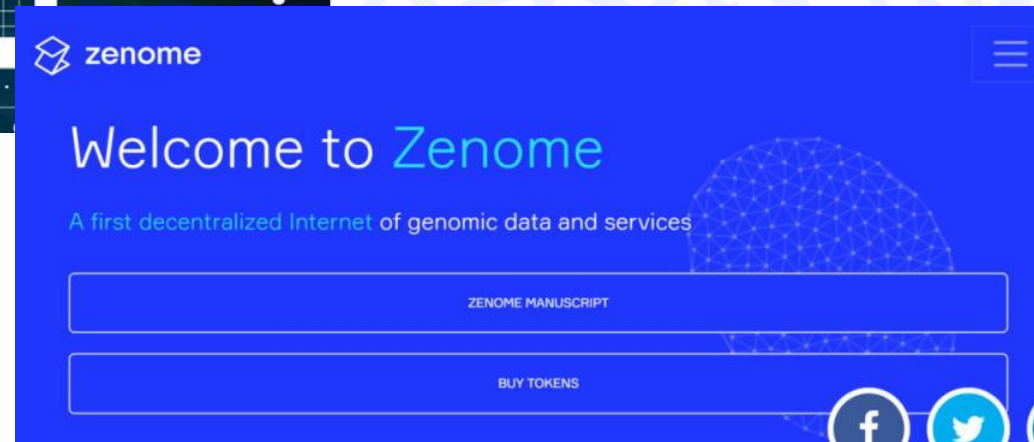 zenome
Welcome to Zenome
A first decentralized Internet of genomic data and services
ZENOME MANUSCRIPT
BUY TOKENS